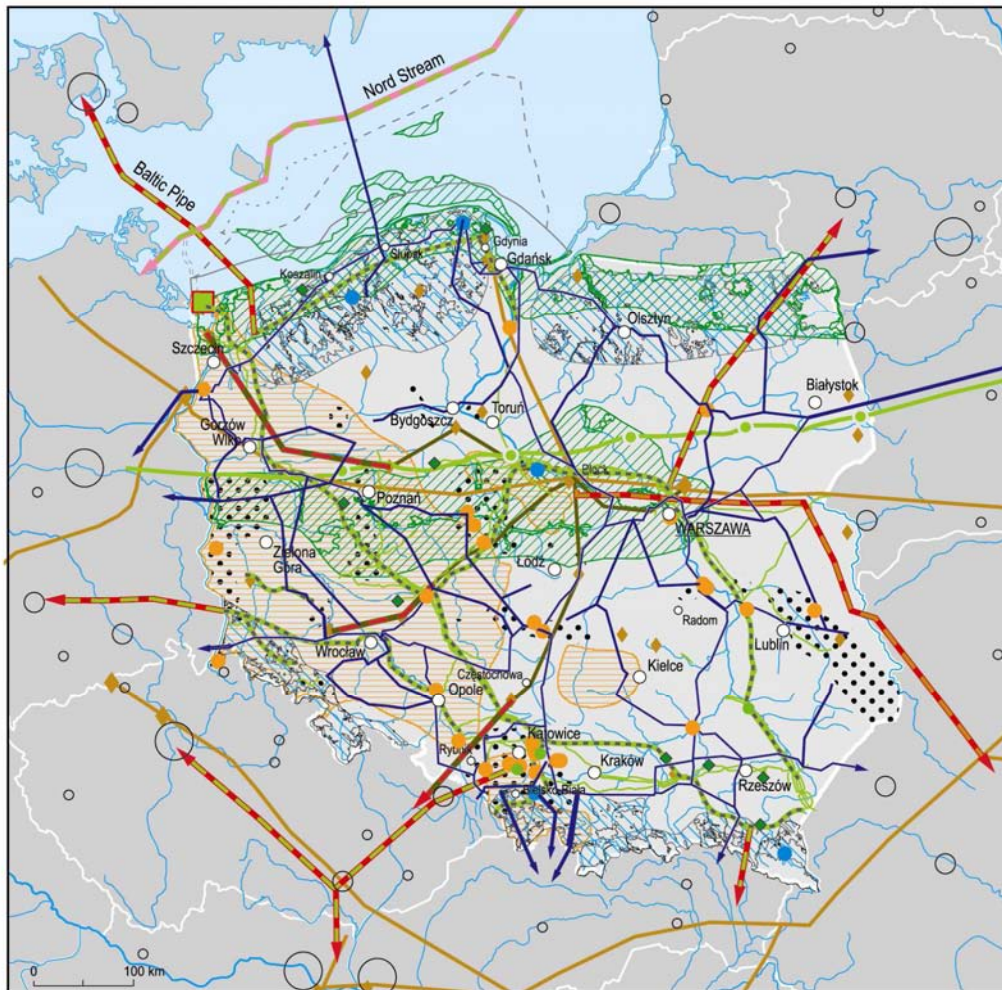 Nord Stream
Baltic Pipe
Gdynia
Słupsk
Gdańsk
Koszalin
Olsztyn
Szczecin
Białystok
Bydgoszcz
Toruń
Gorzów
Wlkp.
Płock
Poznań
WARSZAWA
Zielona
Góra
Łódź
Radom
Lublin
Wrocław
Kielce
Częstochowa
Opole
Katowice
Rybnik
Kraków
Rzeszów
Bielsko-Biała
0
100 km